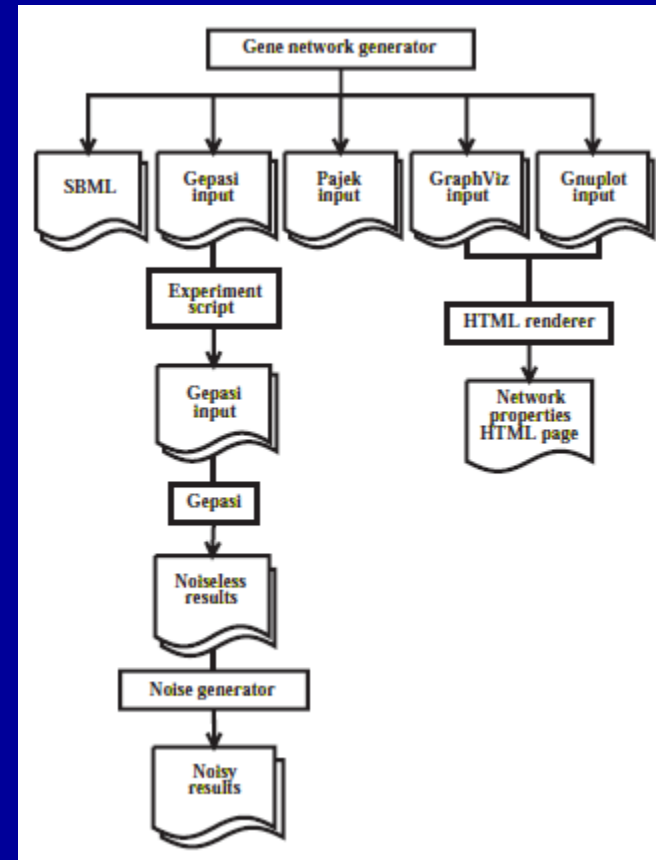 Gene network generator
SBML
Gepasi
input
Pajek
input
GraphViz
input
Gnuplot
input
Experiment
script
HTML renderer
Gepasi
input
Network
properties
HTML page
Gepasi
Noiseless
results
Noise generator
Noisy
results